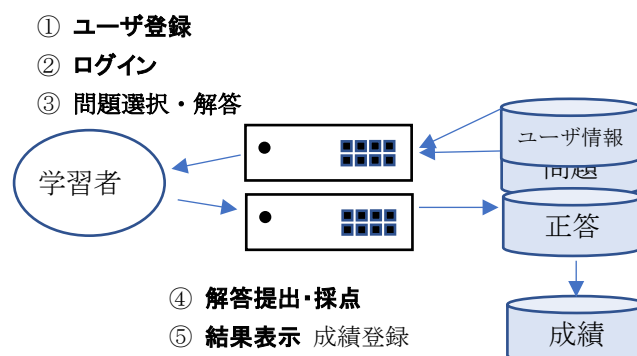 ① ユーザ登録
② ログイン
③ 問題選択・解答
学習者
ユーザ情報
問題
正答
④ 解答提出・採点
⑤ 結果表示 成績登録
成績